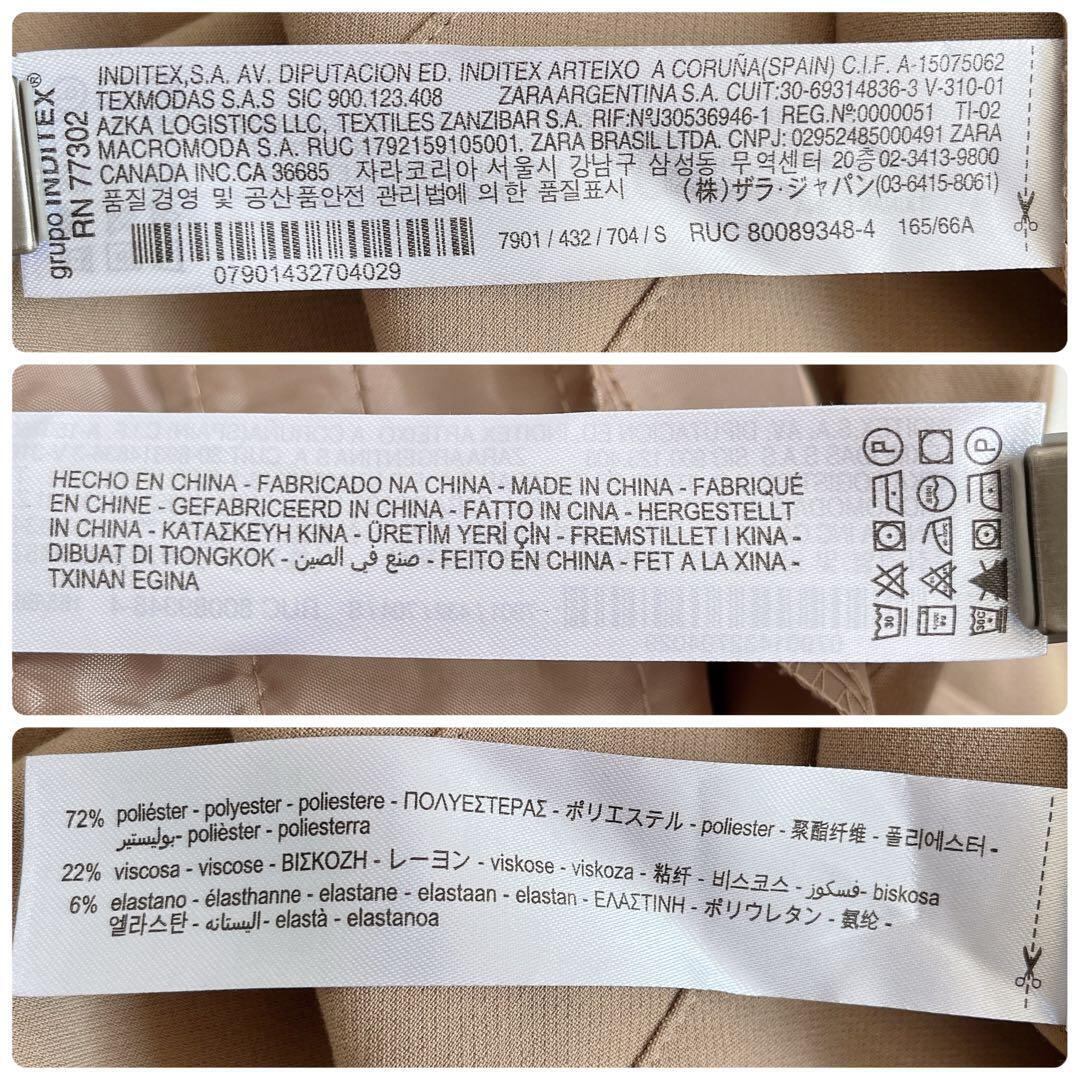 grupo INDITEX®
RN 77302
INDITEX,S.A. AV. DIPUTACION ED. INDITEX ARTEIXO A CORUÑA(SPAIN) C.I.F. A-15075062
TEXMODAS S.A.S SIC 900.123.408 ZARA ARGENTINA S.A. CUIT:30-69314836-3 V-310-01
AZKA LOGISTICS LLC, TEXTILES ZANZIBAR S.A. RIF:NºJ30536946-1 REG.Nº:0000051 TI-02
MACROMODA S.A. RUC 1792159105001. ZARA BRASIL LTDA. CNPJ: 02952485000491 ZARA
CANADA INC.CA 36685 자라코리아 서울시 강남구 삼성동 무역센터 20층 02-3413-9800
품질경영 및 공산품안전 관리법에 의한 품질표시 (株)ザラ・ジャパン(03-6415-8061)
7901 / 432 / 704 / S RUC 80089348-4 165/66A
07901432704029
HECHO EN CHINA - FABRICADO NA CHINA - MADE IN CHINA - FABRIQUÉ
EN CHINE - GEFABRICEERD IN CHINA - FATTO IN CINA - HERGESTELLT
IN CHINA - ΚΑΤΑΣΚΕΥΗ ΚΙΝΑ - ÜRETİM YERİ ÇİN - FREMSTILLET I KINA -
DIBUAT DI TIONGKOK - صنع في الصين - FEITO EN CHINA - FET A LA XINA -
TXINAN EGINA
P P
30 30C
72% poliéster - polyester - poliestere - ΠΟΛΥΕΣΤΕΡΑΣ - ポリエステル - poliester - 聚酯纤维 - 폴리에스터 -
بوليستير - polièster - poliesterra
22% viscosa - viscose - ΒΙΣΚΟΖΗ - レーヨン - viskose - viskoza - 粘纤 - 비스코스 - فسكوز - biskosa
6% elastano - élasthanne - elastane - elastaan - elastan - ΕΛΑΣΤΙΝΗ - ポリウレタン - 氨纶 -
엘라스탄 - اليستانه - elastà - elastanoa